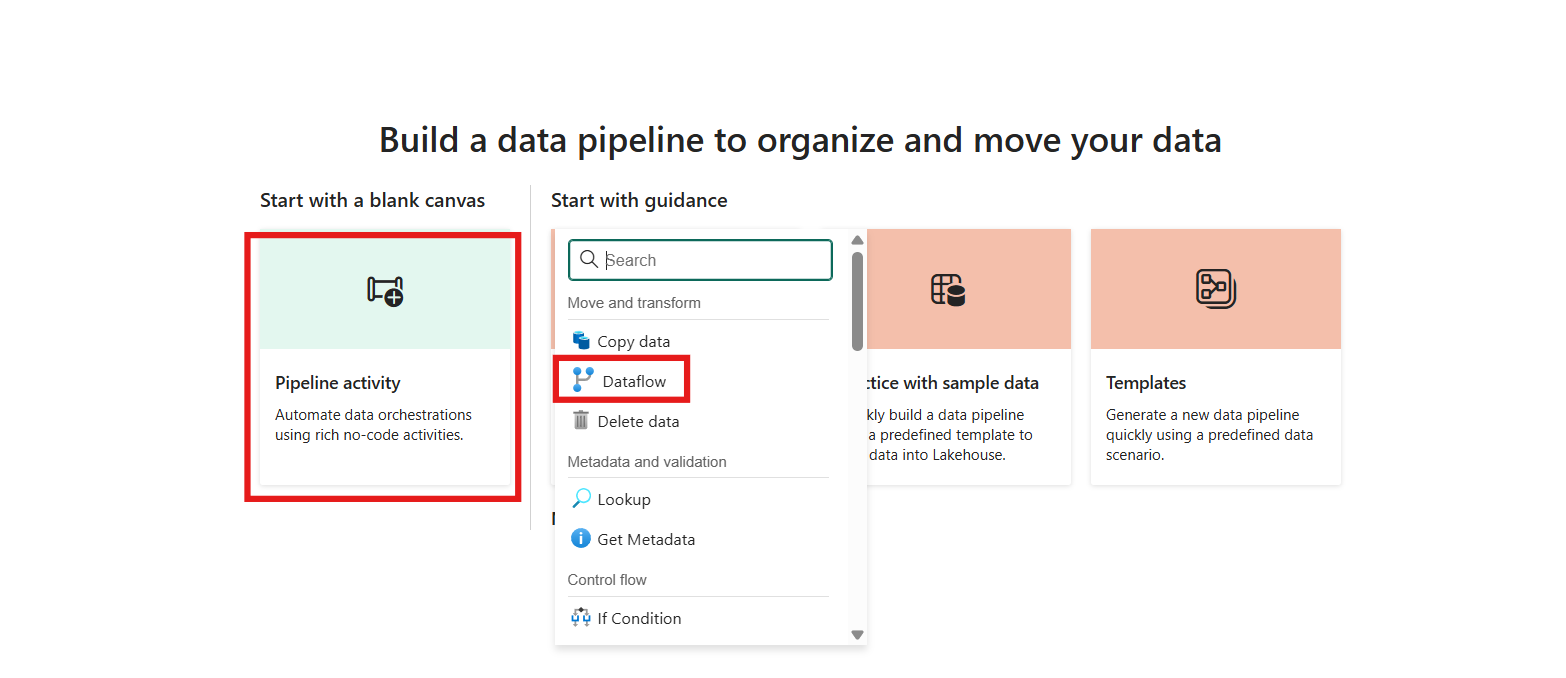 Build a data pipeline to organize and move your data
Start with a blank canvas
Start with guidance
Pipeline activity
Automate data orchestrations
using rich no-code activities.
Search
Move and transform
Copy data
Dataflow
Delete data
Metadata and validation
Lookup
Get Metadata
Control flow
If Condition
with sample data
build a data pipeline
a predefined template to
data into Lakehouse.
Templates
Generate a new data pipeline
quickly using a predefined data
scenario.